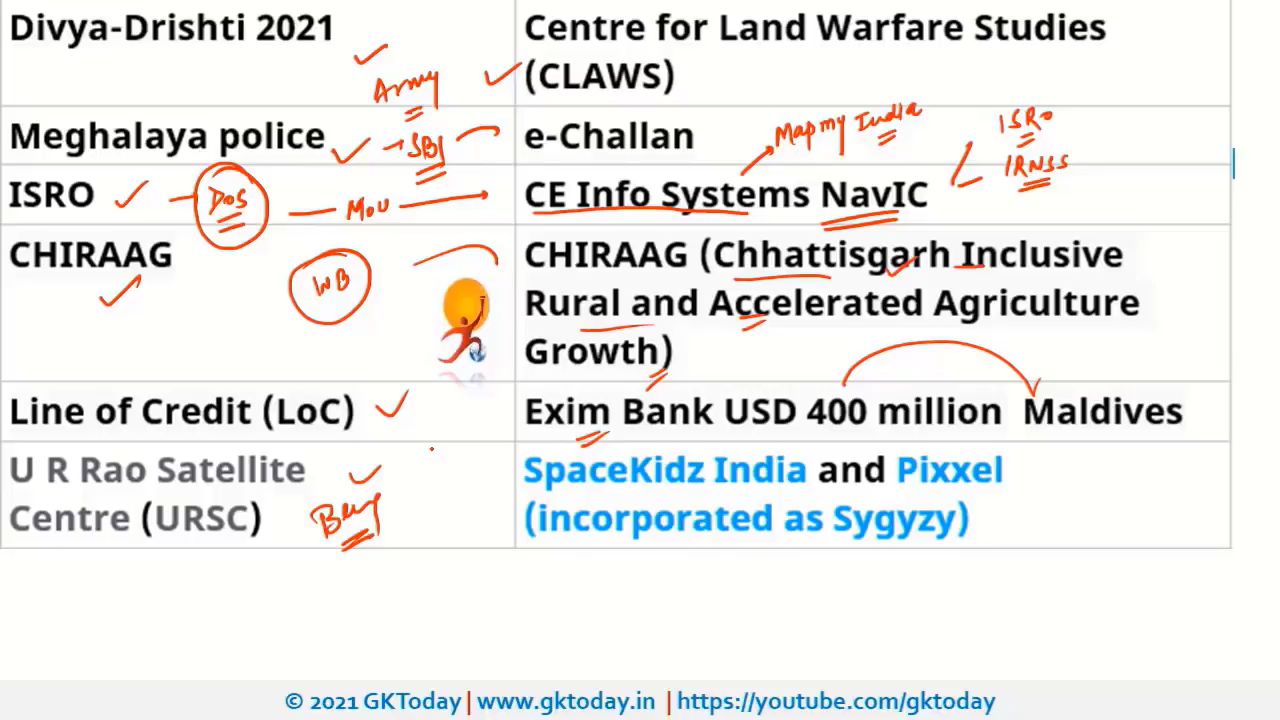 Divya-Drishti 2021
Centre for Land Warfare Studies
(CLAWS)
Army
Meghalaya police
SBI
e-Challan
Mapmy India
ISRO
IRNSS
ISRO
DOS
MOU
CE Info Systems NavIC
CHIRAAG
WB
CHIRAAG (Chhattisgarh Inclusive
Rural and Accelerated Agriculture
Growth)
Line of Credit (LoC)
Exim Bank USD 400 million Maldives
U R Rao Satellite
Centre (URSC)
SpaceKidz India and Pixxel
(incorporated as Sygyzy)
© 2021 GKToday | www.gktoday.in | https://youtube.com/gktoday